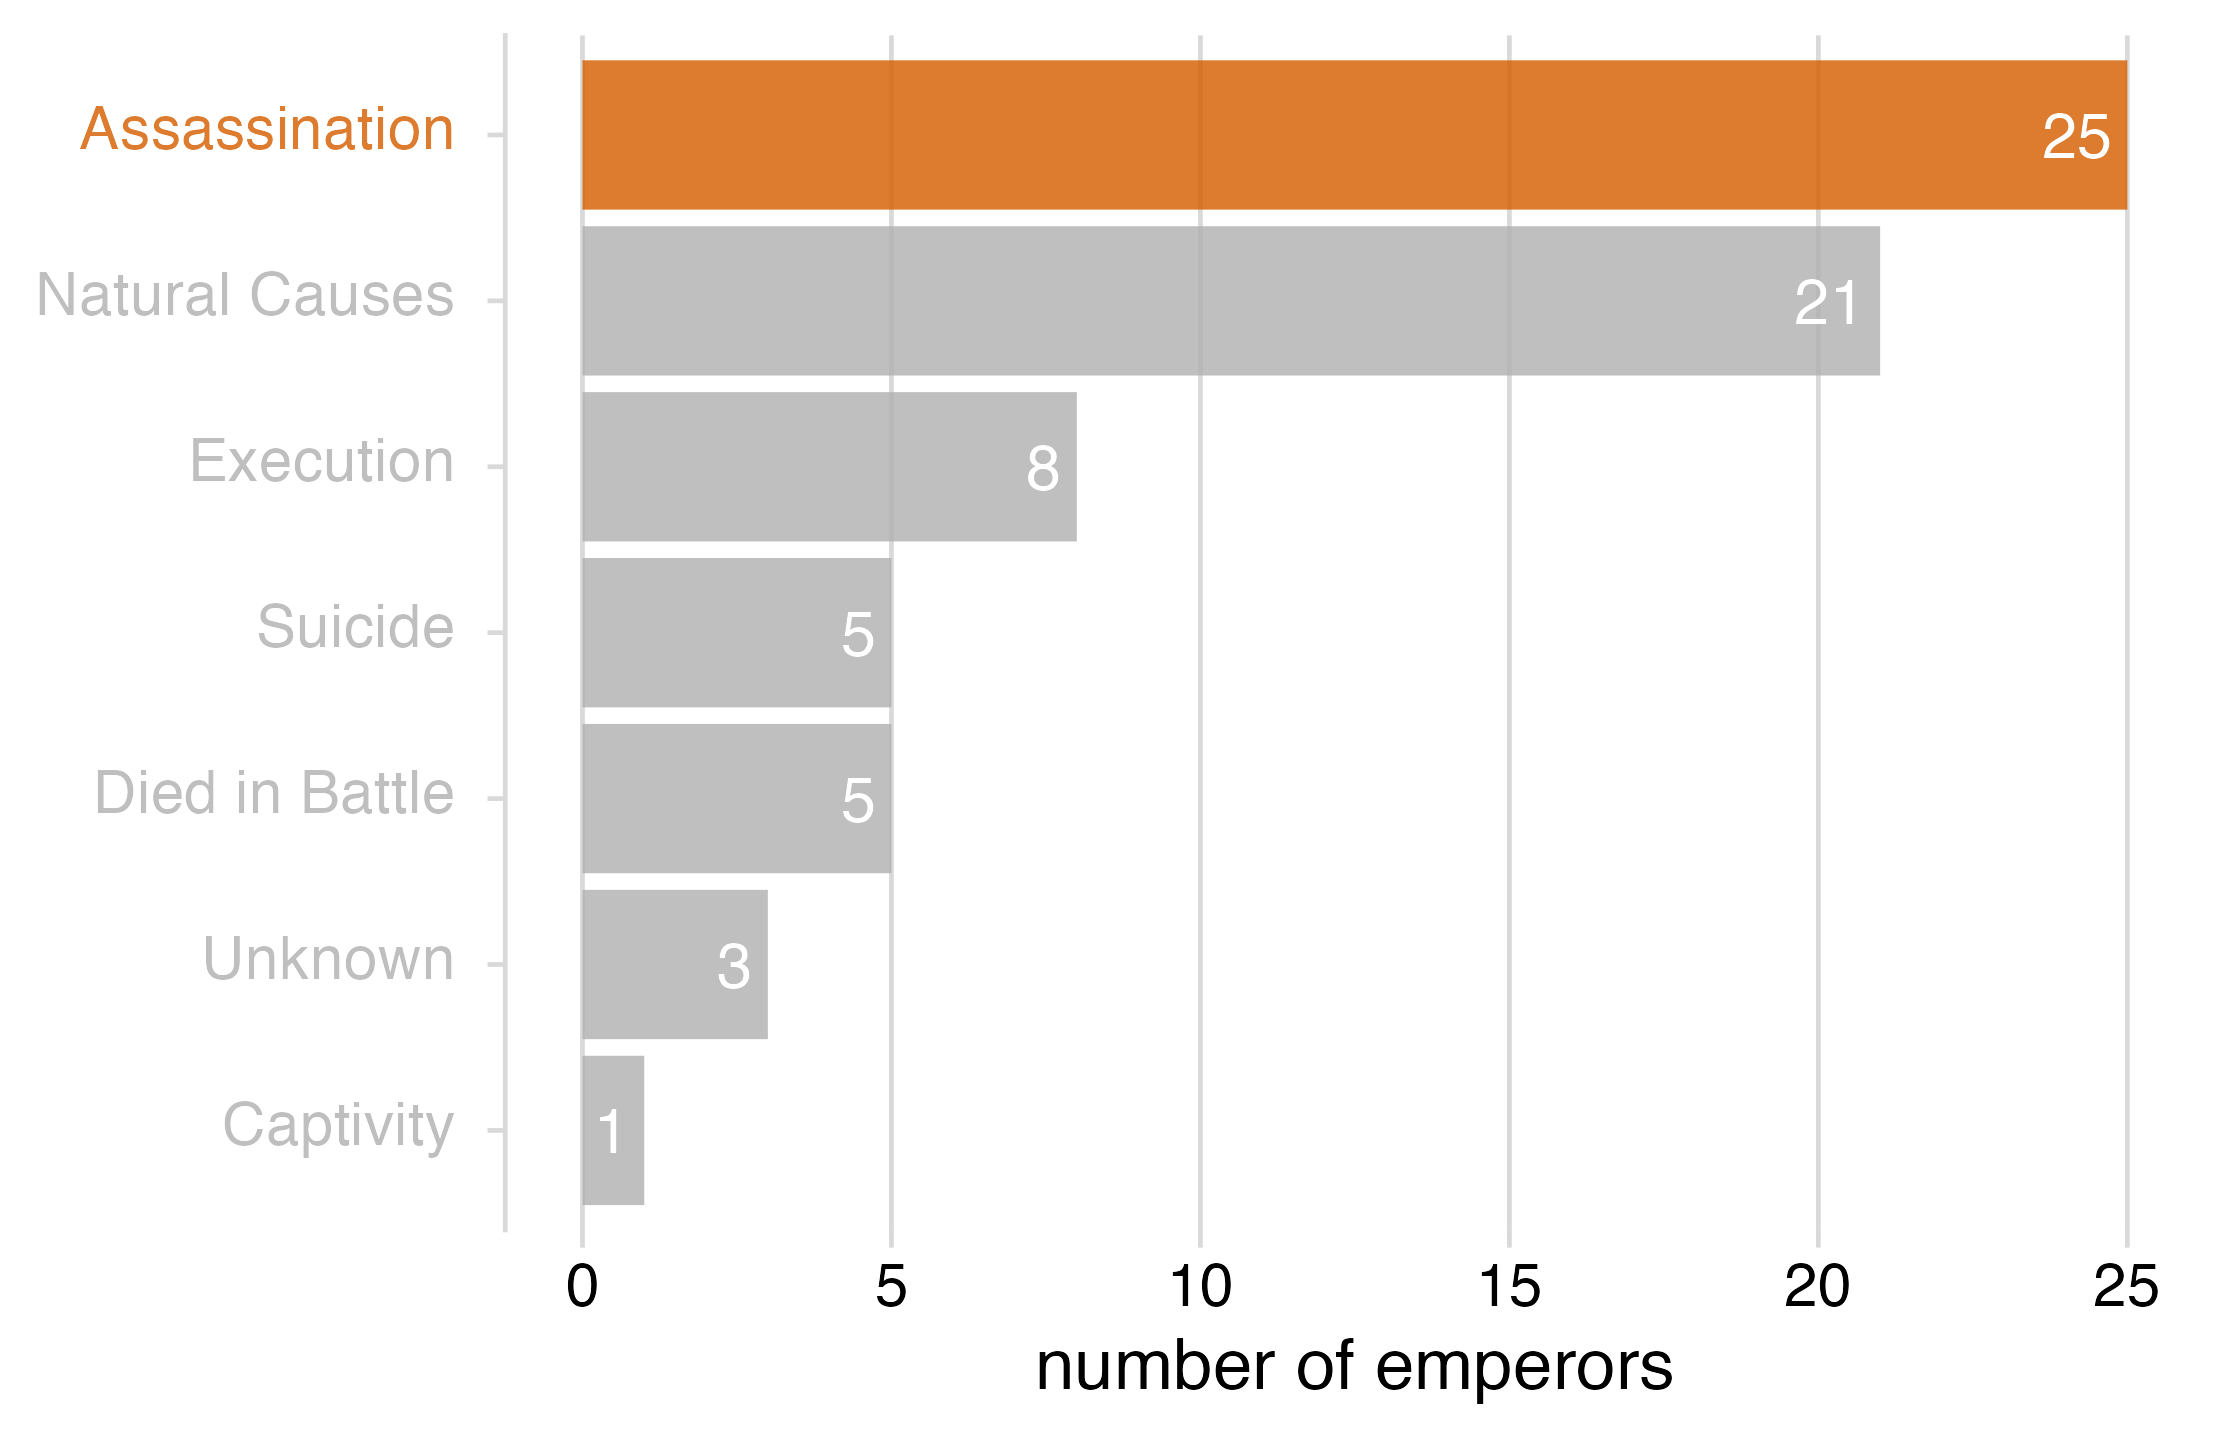 Assassination 25
Natural Causes 21
Execution 8
Suicide 5
Died in Battle 5
Unknown 3
Captivity 1
0 5 10 15 20 25
number of emperors